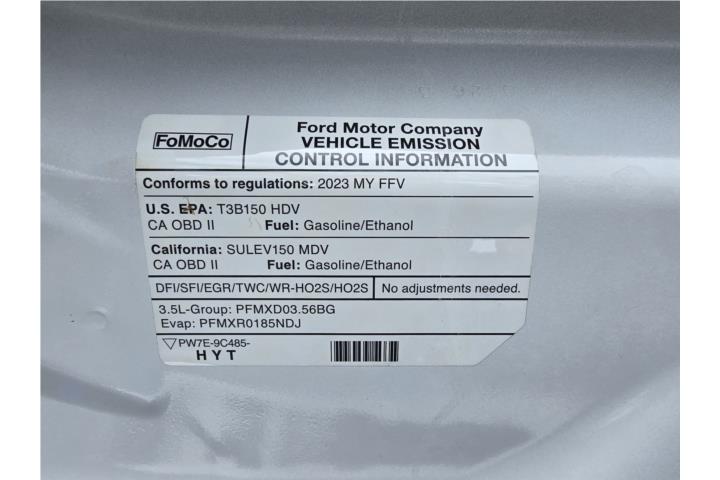 FoMoCo
Ford Motor Company
VEHICLE EMISSION
CONTROL INFORMATION
Conforms to regulations: 2023 MY FFV
U.S. EPA: T3B150 HDV
CA OBD II Fuel: Gasoline/Ethanol
California: SULEV150 MDV
CA OBD II Fuel: Gasoline/Ethanol
DFI/SFI/EGR/TWC/WR-HO2S/HO2S No adjustments needed.
3.5L-Group: PFMXD03.56BG
Evap: PFMXR0185NDJ
PW7E-9C485-
HYT